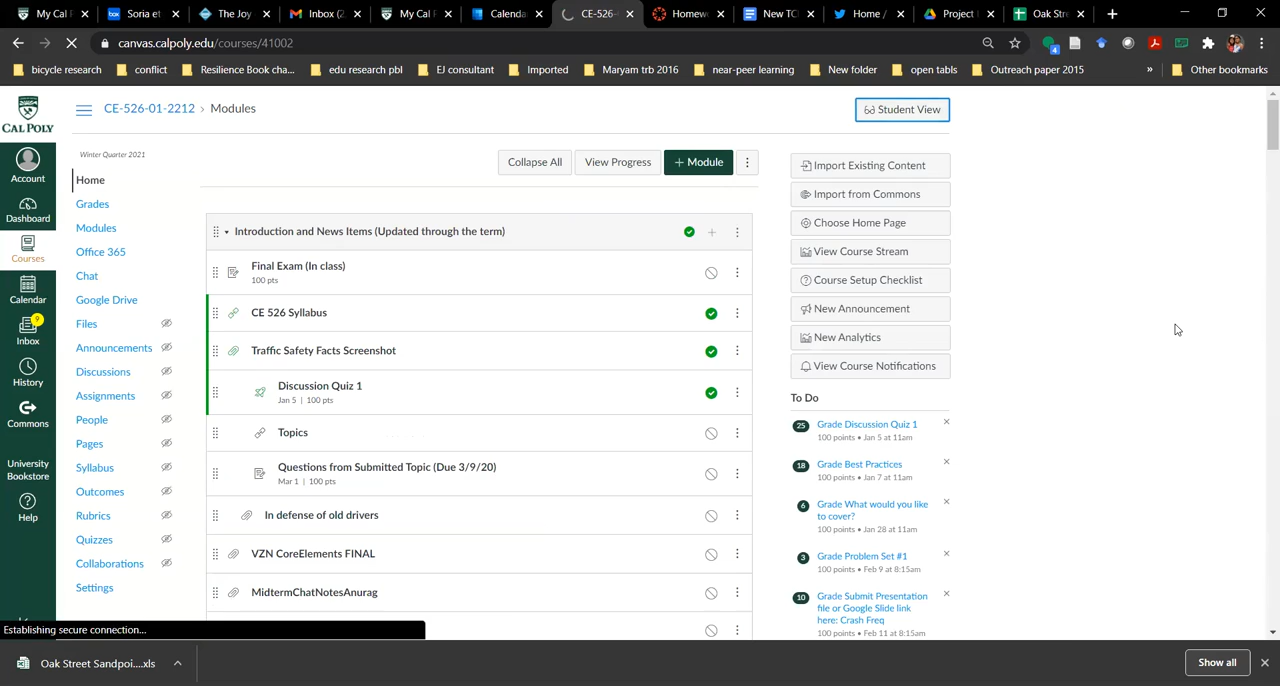 My Cal F
Soria et
The Joy
Inbox (2
My Cal F
Calenda
CE-526-
Homew
New TC
Home /
Project
Oak Str
canvas.calpoly.edu/courses/41002
4
bicycle research
conflict
Resilience Book cha...
edu research pbl
EJ consultant
Imported
Maryam trb 2016
near-peer learning
New folder
open tabs
Outreach paper 2015
»
Other bookmarks
CAL POLY
CE-526-01-2212 › Modules
Student View
Winter Quarter 2021
Account
Dashboard
Courses
Calendar
9
Inbox
History
Commons
University
Bookstore
Help
Home
Grades
Modules
Office 365
Chat
Google Drive
Files
Announcements
Discussions
Assignments
People
Pages
Syllabus
Outcomes
Rubrics
Quizzes
Collaborations
Settings
Collapse All
View Progress
+ Module
Introduction and News Items (Updated through the term)
Final Exam (In class)
100 pts
CE 526 Syllabus
Traffic Safety Facts Screenshot
Discussion Quiz 1
Jan 5 | 100 pts
Topics
Questions from Submitted Topic (Due 3/9/20)
Mar 1 | 100 pts
In defense of old drivers
VZN CoreElements FINAL
MidtermChatNotesAnurag
Import Existing Content
Import from Commons
Choose Home Page
View Course Stream
Course Setup Checklist
New Announcement
New Analytics
View Course Notifications
To Do
25 Grade Discussion Quiz 1
100 points • Jan 5 at 11am
18 Grade Best Practices
100 points • Jan 7 at 11am
6 Grade What would you like
to cover?
100 points • Jan 28 at 11am
3 Grade Problem Set #1
100 points • Feb 9 at 8:15am
10 Grade Submit Presentation
file or Google Slide link
here: Crash Freq
100 points • Feb 11 at 8:15am
Establishing secure connection...
Oak Street Sandpoi....xls
Show all